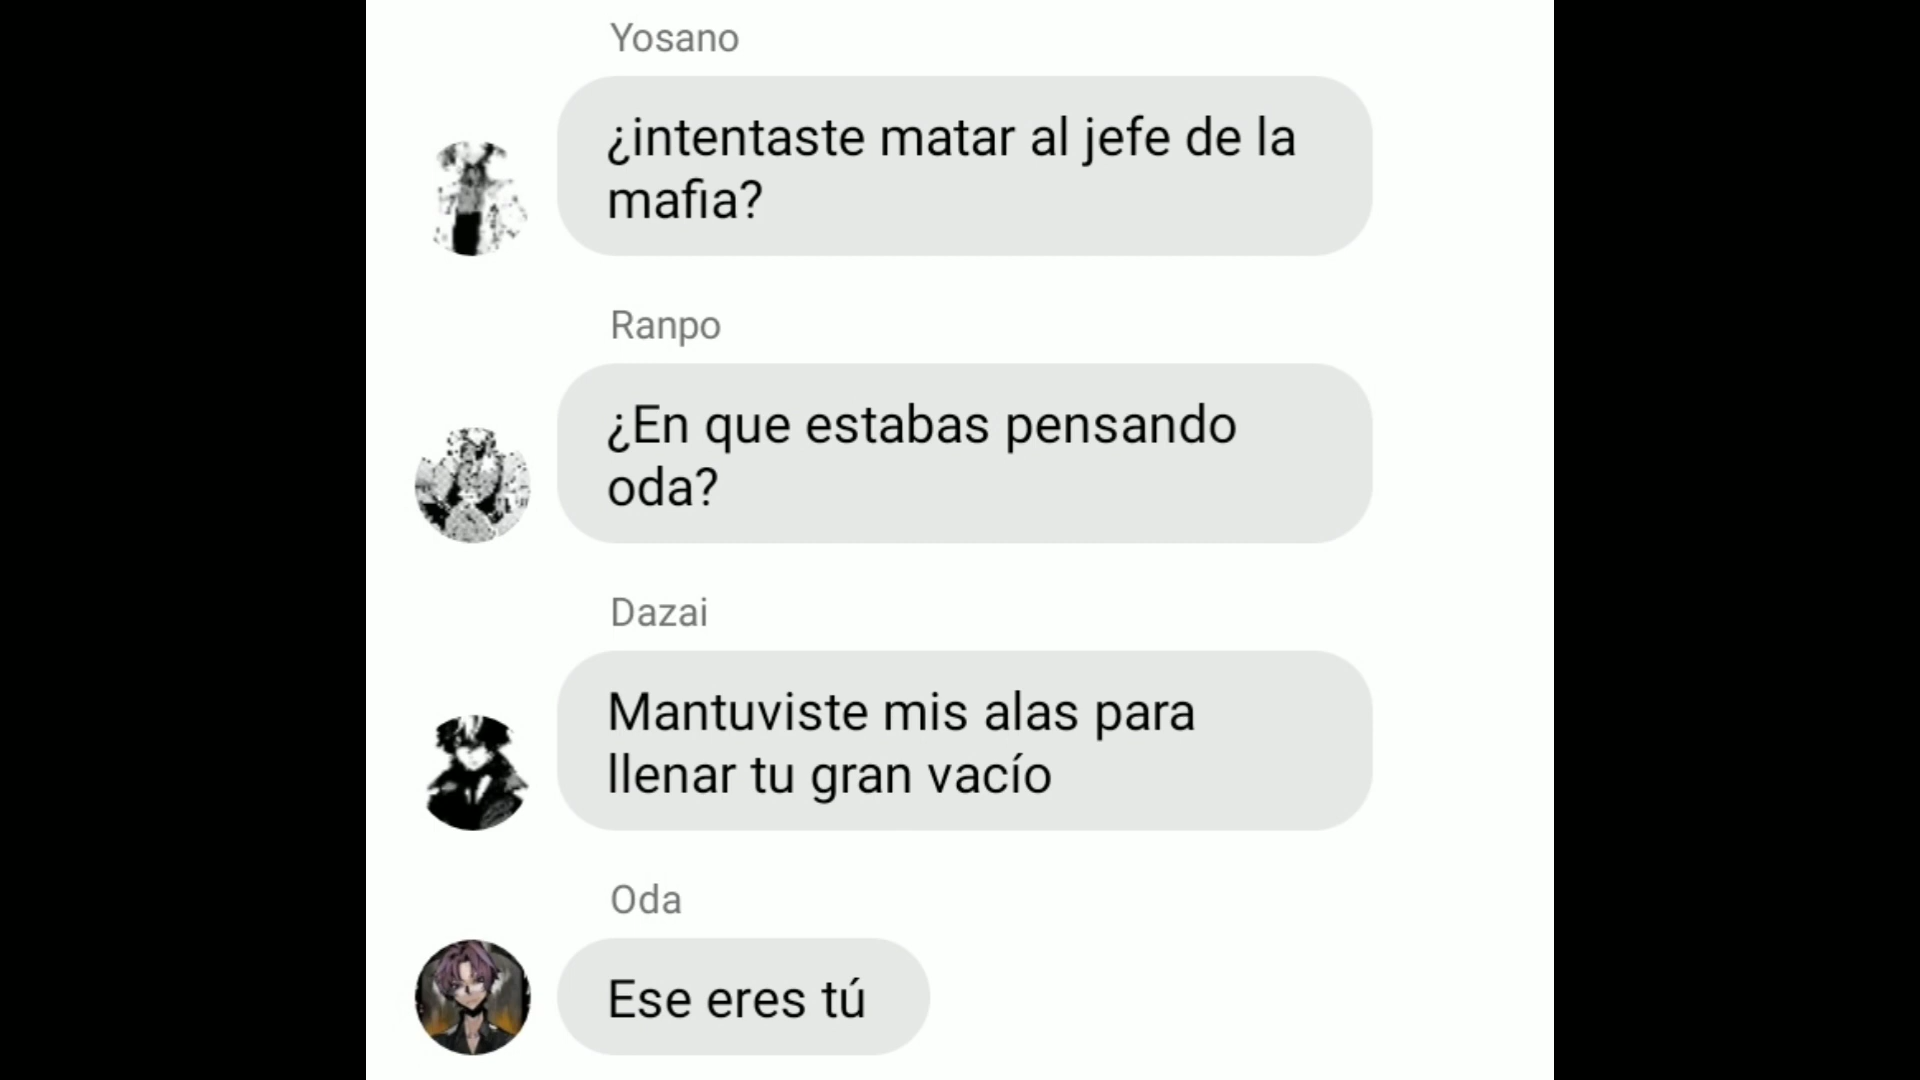 Yosano
¿intentaste matar al jefe de la
mafia?
Ranpo
¿En que estabas pensando
oda?
Dazai
Mantuviste mis alas para
llenar tu gran vacío
Oda
Ese eres tú